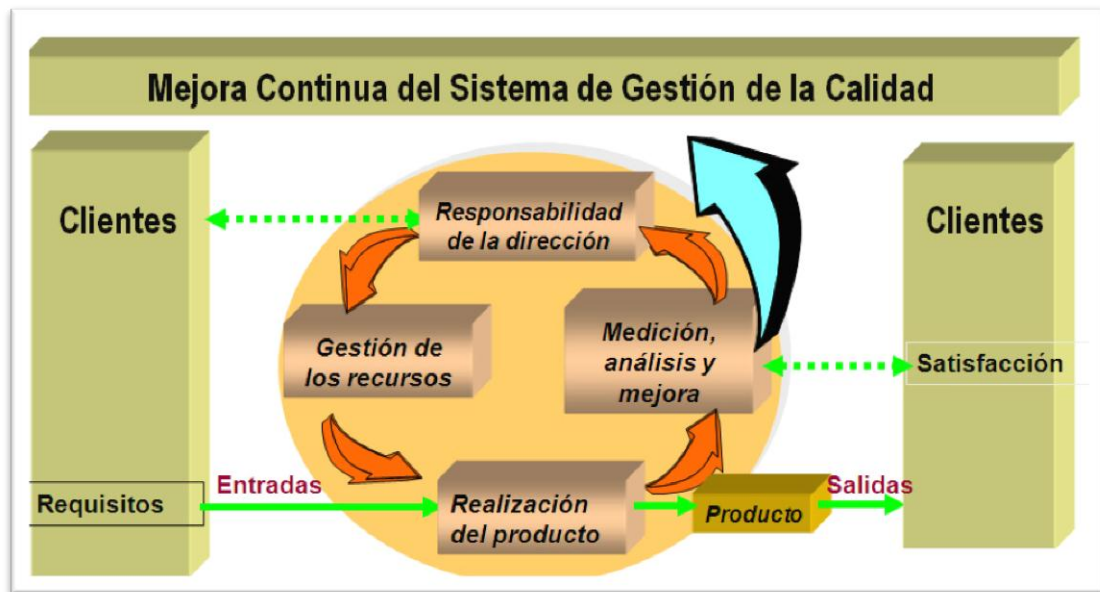 Mejora Continua del Sistema de Gestión de la Calidad
Clientes
Responsabilidad
de la dirección
Clientes
Gestión de
los recursos
Medición,
análisis y
mejora
Satisfacción
Requisitos
Entradas
Realización
del producto
Producto
Salidas